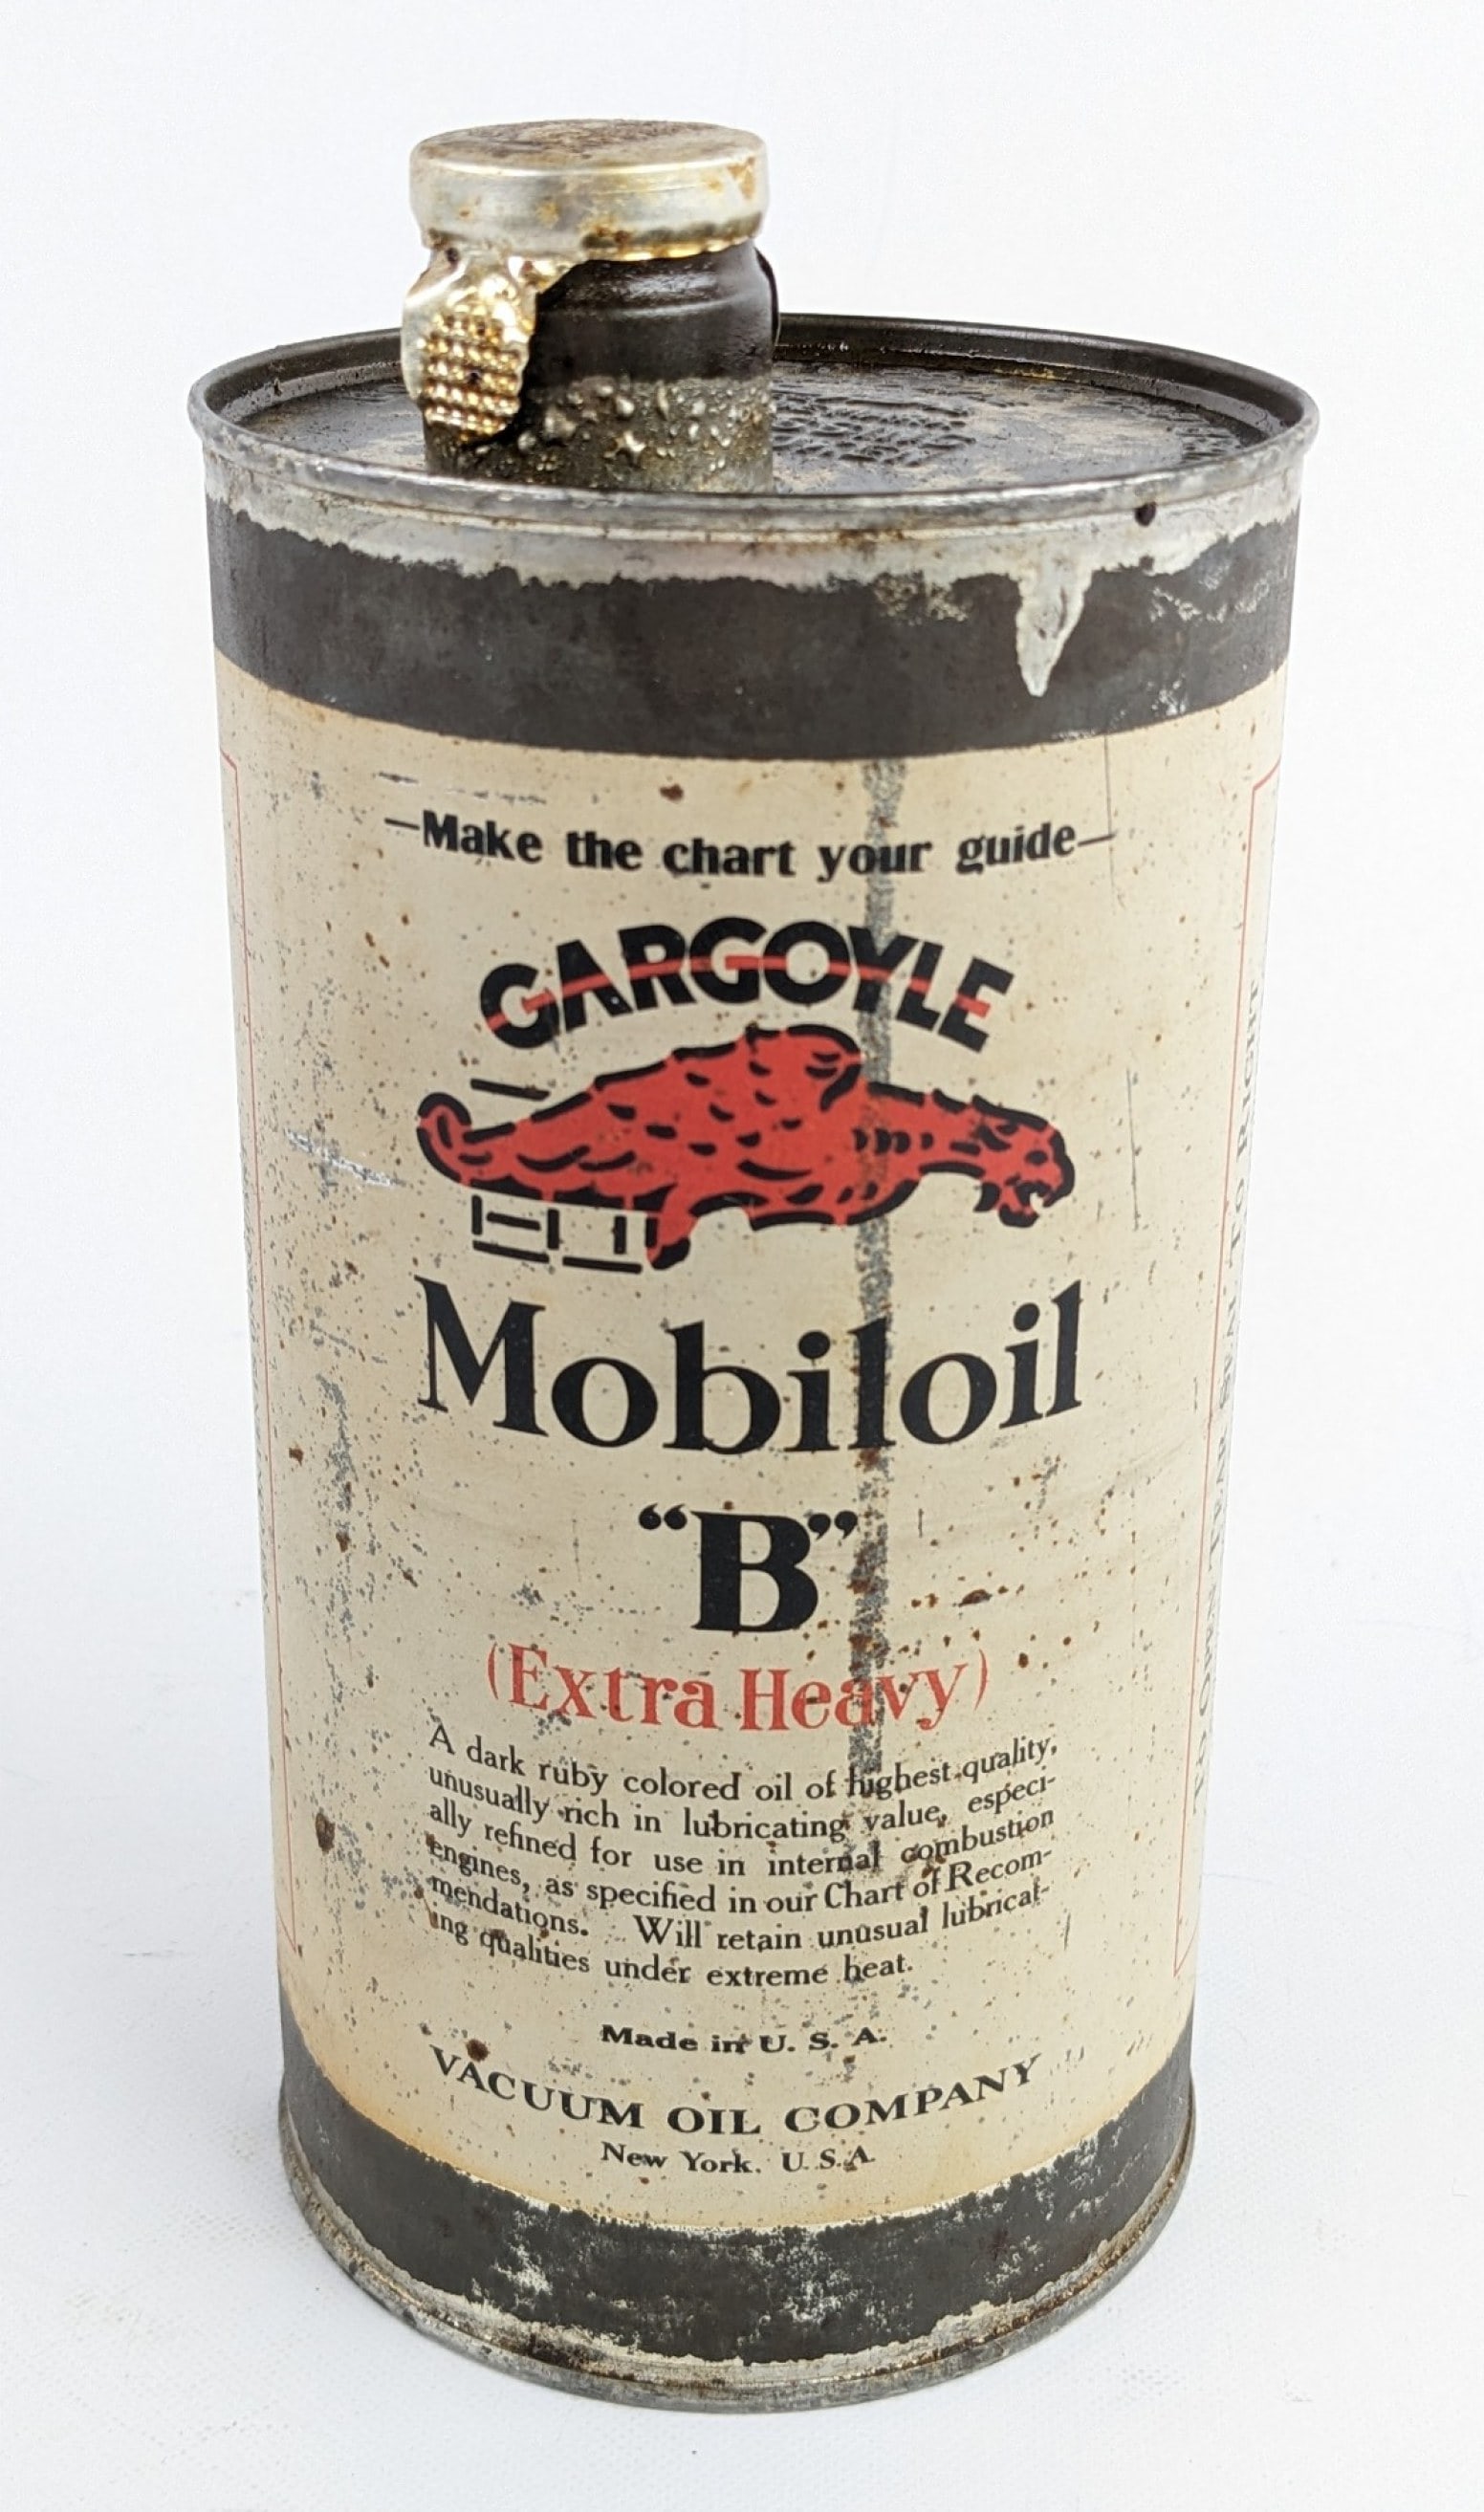 —Make the chart your guide—
GARGOYLE
Mobiloil
“B”
(Extra Heavy)
A dark ruby colored oil of highest quality,
unusually rich in lubricating value, especi-
ally refined for use in internal combustion
engines, as specified in our Chart of Recom-
mendations. Will retain unusual lubricat-
ing qualities under extreme heat.
Made in U. S. A.
VACUUM OIL COMPANY
New York. U.S.A.
TO RIGHT